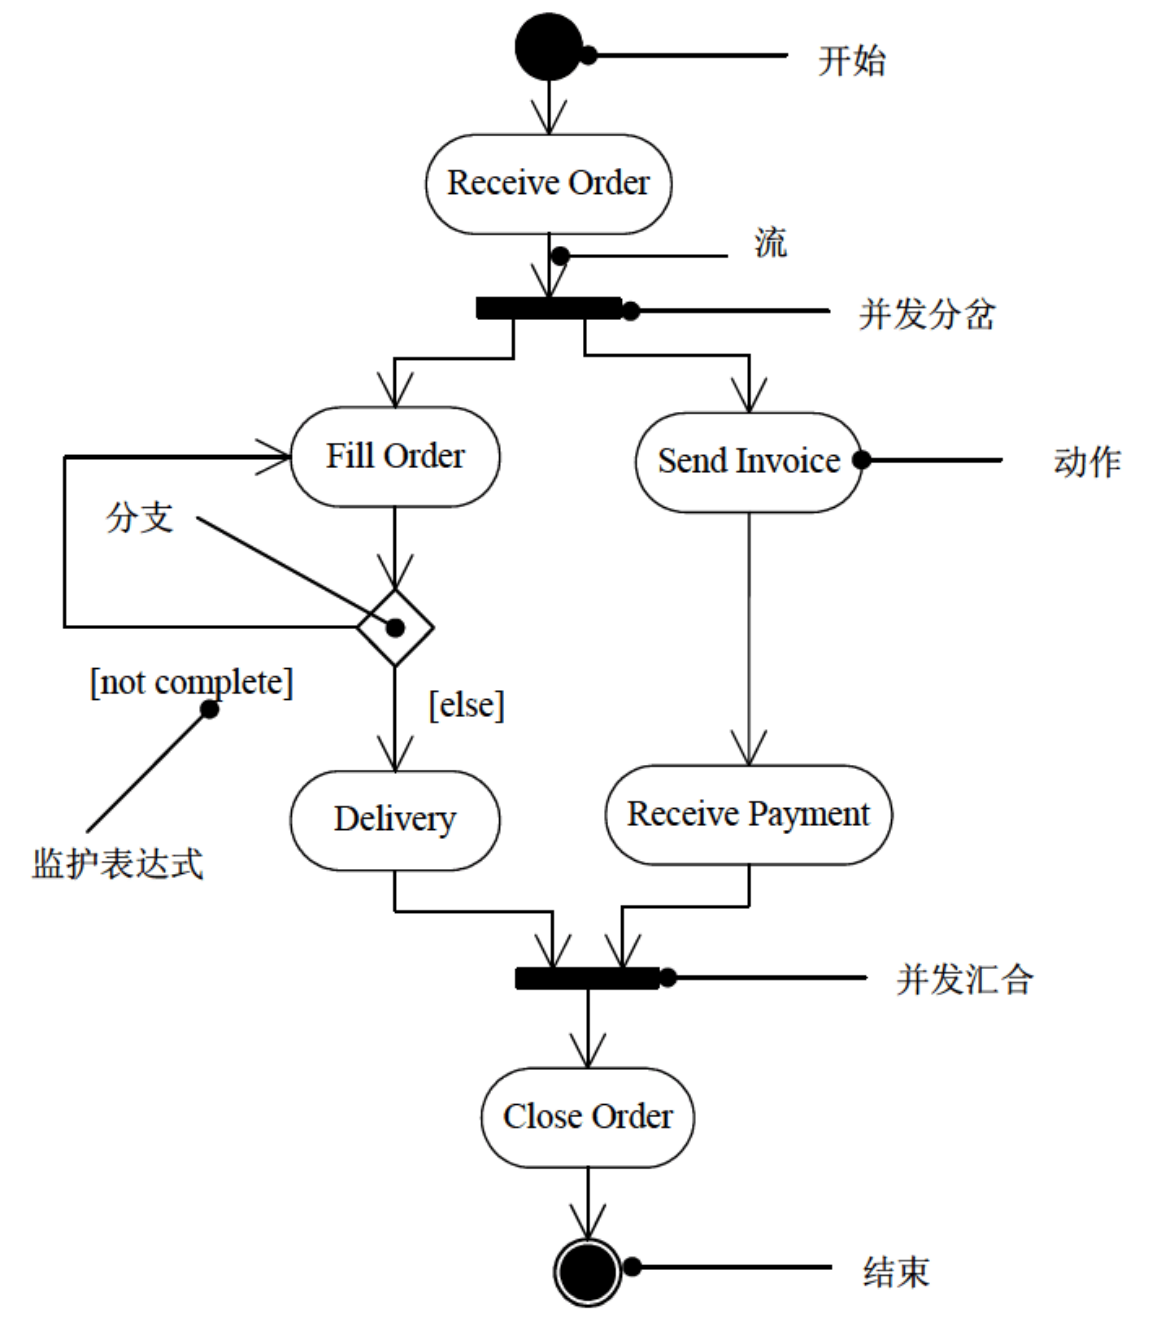 开始
Receive Order
流
并发分岔
Fill Order
Send Invoice
动作
分支
[not complete]
[else]
Delivery
Receive Payment
监护表达式
并发汇合
Close Order
结束